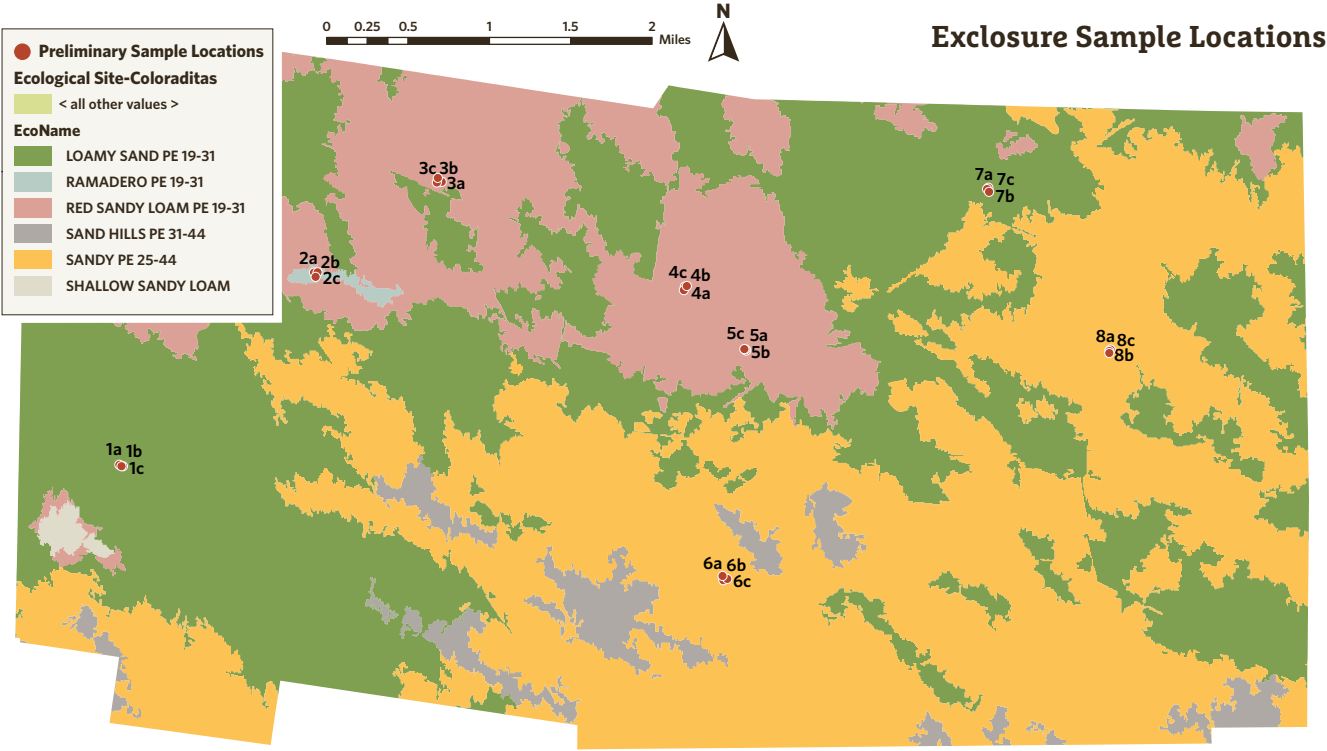 Exclosure Sample Locations
N
0 0.25 0.5 1 1.5 2
Miles
Preliminary Sample Locations
Ecological Site-Coloraditas
< all other values >
EcoName
LOAMY SAND PE 19-31
RAMADERO PE 19-31
RED SANDY LOAM PE 19-31
SAND HILLS PE 31-44
SANDY PE 25-44
SHALLOW SANDY LOAM
3c 3b
3a
7a 7c
7b
2a 2b
2c
4c 4b
4a
5c 5a
5b
8a 8c
8b
1a 1b
1c
6a 6b
6c